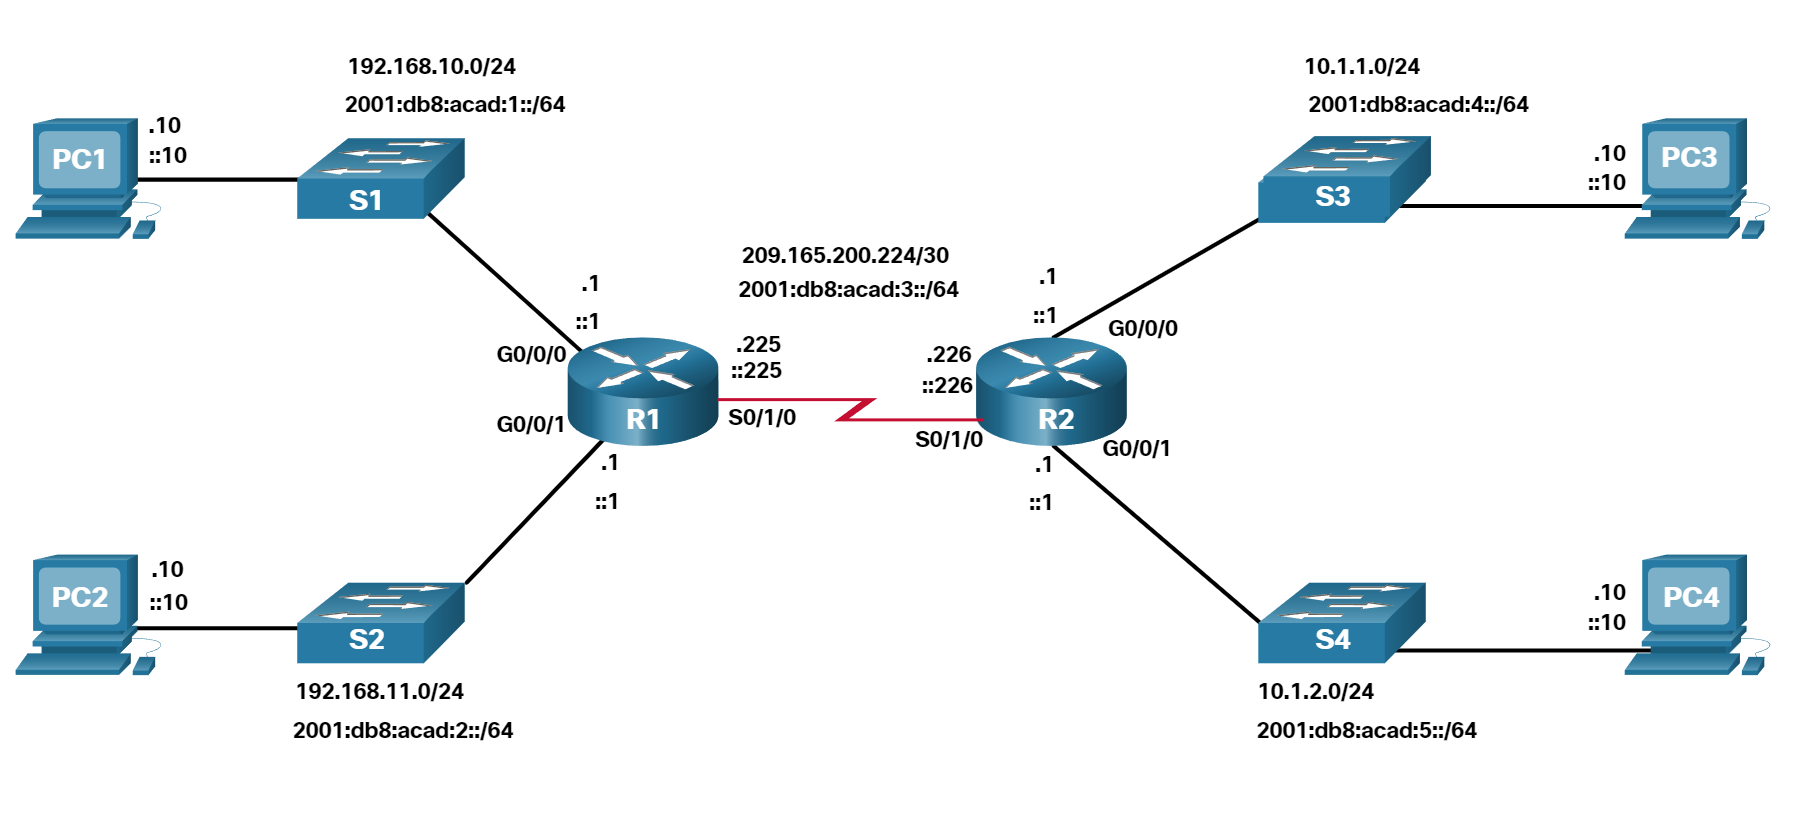 192.168.10.0/24
2001:db8:acad:1::/64
10.1.1.0/24
2001:db8:acad:4::/64
PC1
.10
::10
S1
S3
.10
::10
PC3
209.165.200.224/30
2001:db8:acad:3::/64
.1
::1
G0/0/0
G0/0/1
R1
.225
::225
S0/1/0
.1
::1
.1
::1
G0/0/0
.226
::226
S0/1/0
R2
G0/0/1
.1
::1
PC2
.10
::10
S2
192.168.11.0/24
2001:db8:acad:2::/64
S4
.10
::10
PC4
10.1.2.0/24
2001:db8:acad:5::/64